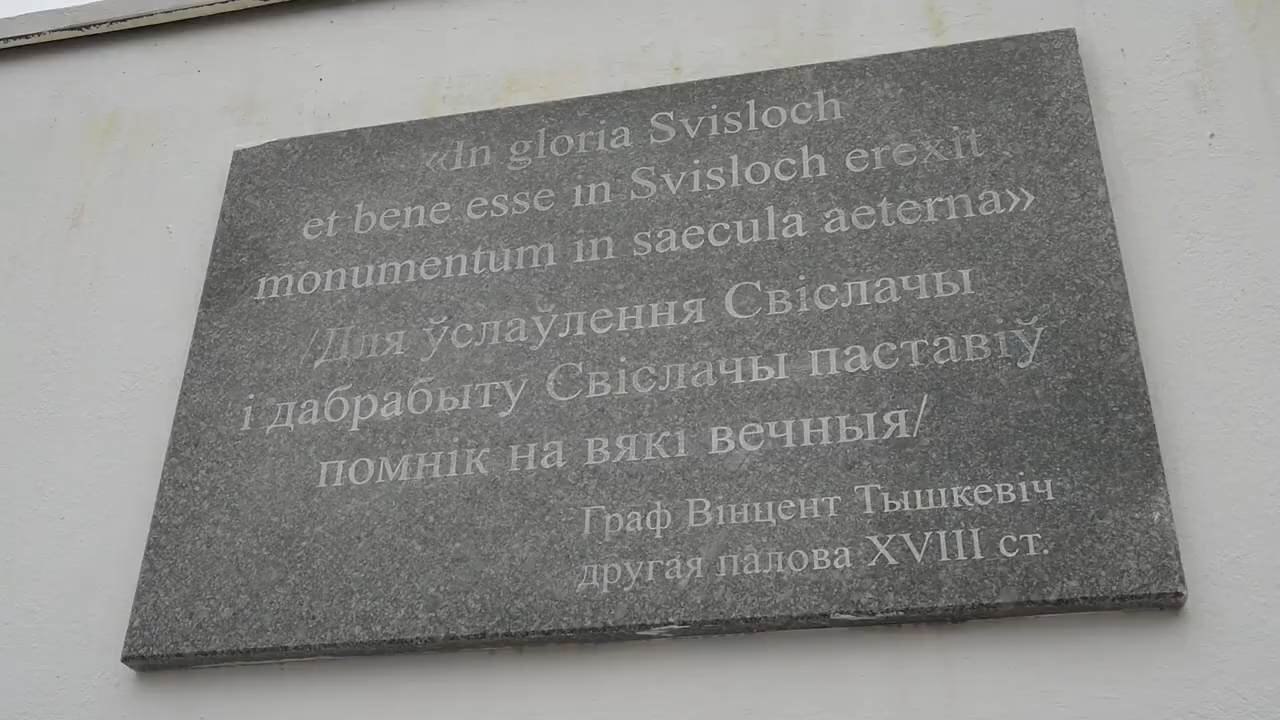 «In gloria Svisloch
et bene esse in Svisloch erexit
monumentum in saecula aeterna»
/Для ўслаўлення Свіслачы
і дабрабыту Свіслачы паставіў
помнік на вякі вечныя/
Граф Вінцент Тышкевіч
другая палова XVIII ст.